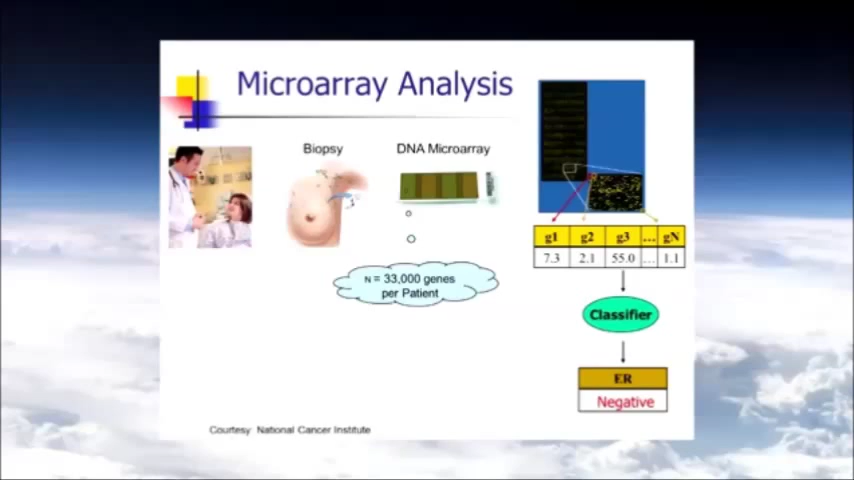 Microarray Analysis
Biopsy
DNA Microarray
g1 g2 g3 ... gN
7.3 2.1 55.0 ... 1.1
N = 33,000 genes
per Patient
Classifier
ER
Negative
Courtesy: National Cancer Institute